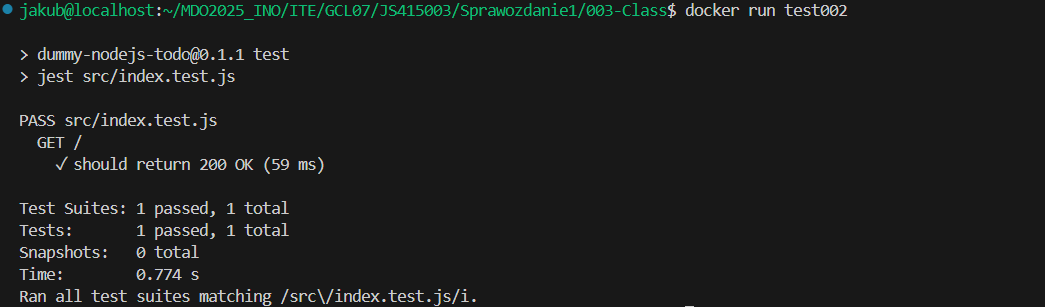 jakub@localhost:~/MDO2025_INO/ITE/GCL07/JS415003/Sprawozdanie1/003-Class$ docker run test002
> dummy-nodejs-todo@0.1.1 test
> jest src/index.test.js
PASS src/index.test.js
GET /
✓ should return 200 OK (59 ms)
Test Suites: 1 passed, 1 total
Tests:       1 passed, 1 total
Snapshots:   0 total
Time:        0.774 s
Ran all test suites matching /src\/index.test.js/i.